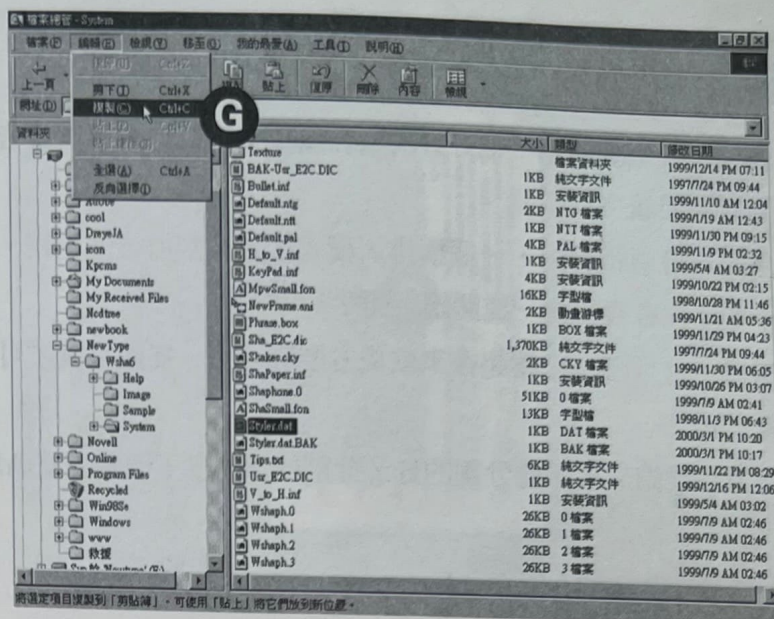 檔案總管 - System
檔案(F) 編輯(E) 檢視(V) 移至(G) 我的最愛(A) 工具(T) 說明(H)
上一頁 複製 貼上 復原 刪除 內容 檢視
網址(D)
剪下(T) Ctrl+X
複製(C) Ctrl+C
貼上(P) Ctrl+V
全選(A) Ctrl+A
反向選擇(I)
G
資料夾
Adobe
cool
DreyeJA
icon
Kpcms
My Documents
My Received Files
Ncdtree
newbook
NewType
Wsha6
Help
Image
Sample
System
Novell
Online
Program Files
Recycled
Win98Se
Windows
www
救援
大小 類型 修改日期
Texture 檔案資料夾 1999/12/14 PM 07:11
BAK-Usr_E2C.DIC 1KB 純文字文件 1997/7/24 PM 09:44
Bullet.inf 1KB 安裝資訊 1999/11/10 AM 12:04
Default.ntg 2KB NTG 檔案 1999/1/19 AM 12:43
Default.ntt 1KB NTT 檔案 1999/11/30 PM 09:15
Default.pal 4KB PAL 檔案 1999/11/9 PM 02:32
H_to_V.inf 1KB 安裝資訊 1999/5/4 AM 03:27
KeyPad.inf 4KB 安裝資訊 1999/10/22 PM 02:15
MpwSmall.fon 16KB 字型檔 1998/10/28 PM 11:46
NewFrame.ani 2KB 動畫游標 1999/11/21 AM 05:36
Phrase.box 1KB BOX 檔案 1999/11/29 PM 04:23
Sha_E2C.dic 1,370KB 純文字文件 1997/7/24 PM 09:44
Shakes.cky 2KB CKY 檔案 1999/11/30 PM 06:05
ShaPaper.inf 1KB 安裝資訊 1999/10/26 PM 03:07
Shaphone.0 51KB 0 檔案 1999/7/9 AM 02:41
ShaSmall.fon 13KB 字型檔 1998/11/3 PM 06:43
Styler.dat 1KB DAT 檔案 2000/3/1 PM 10:20
Styler.dat.BAK 1KB BAK 檔案 2000/3/1 PM 10:17
Tips.txt 6KB 純文字文件 1999/11/22 PM 08:29
Usr_E2C.DIC 1KB 純文字文件 1999/12/16 PM 12:06
V_to_H.inf 1KB 安裝資訊 1999/5/4 AM 03:02
Wshaph.0 26KB 0 檔案 1999/7/9 AM 02:46
Wshaph.1 26KB 1 檔案 1999/7/9 AM 02:46
Wshaph.2 26KB 2 檔案 1999/7/9 AM 02:46
Wshaph.3 26KB 3 檔案 1999/7/9 AM 02:46
將選定項目複製到「剪貼簿」，可使用「貼上」將它們放到新位置。